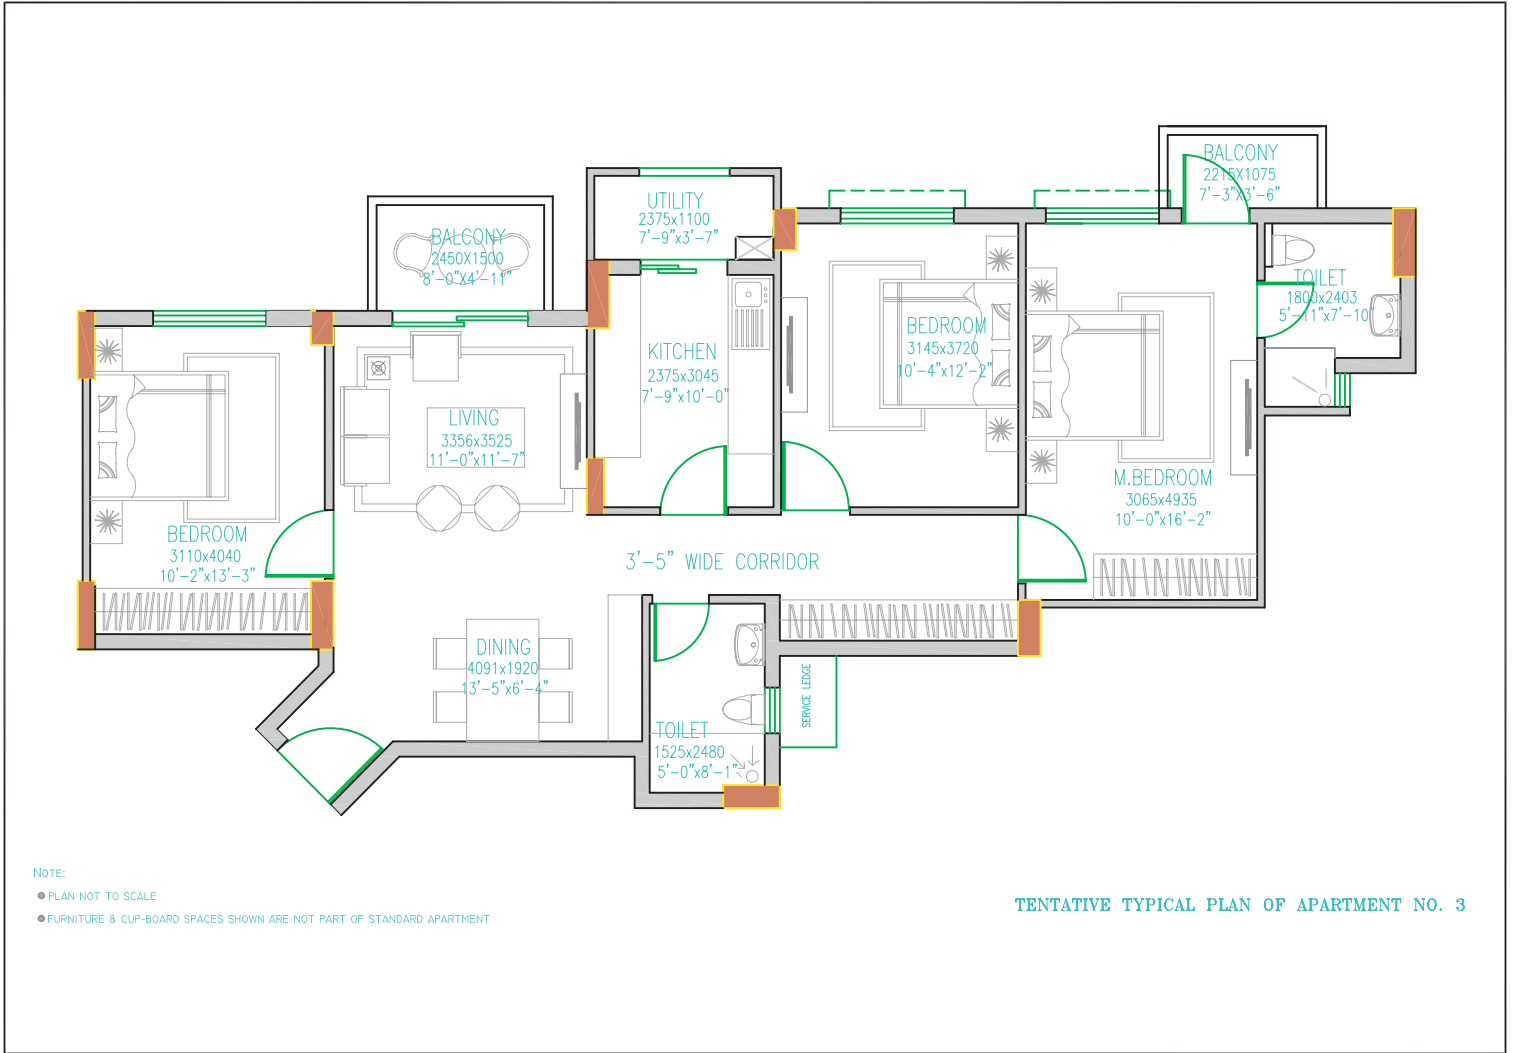 BALCONY
2215X1075
7'-3"X3'-6"
UTILITY
2375x1100
7'-9"x3'-7"
BALCONY
2450X1500
8'-0"X4'-11"
TOILET
1800x2403
5'-11"x7'-10"
BEDROOM
3145x3720
10'-4"x12'-2"
KITCHEN
2375x3045
7'-9"x10'-0"
LIVING
3356x3525
11'-0"x11'-7"
M.BEDROOM
3065x4935
10'-0"x16'-2"
BEDROOM
3110x4040
10'-2"x13'-3"
3'-5" WIDE CORRIDOR
DINING
4091x1920
13'-5"x6'-4"
SERVICE LEDGE
TOILET
1525x2480
5'-0"x8'-1"
NOTE:
PLAN NOT TO SCALE
FURNITURE & CUP-BOARD SPACES SHOWN ARE NOT PART OF STANDARD APARTMENT
TENTATIVE TYPICAL PLAN OF APARTMENT NO. 3